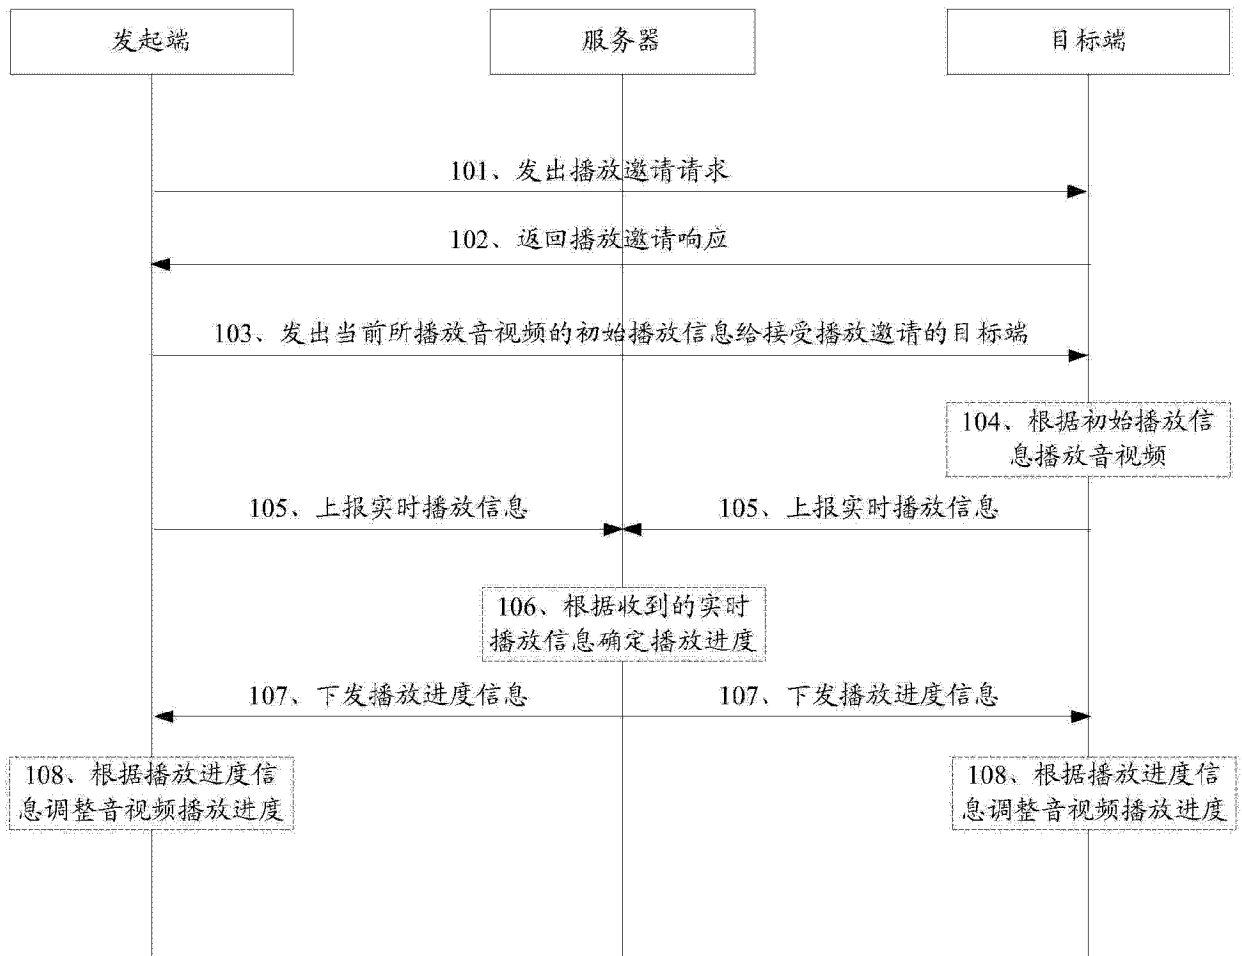 发起端
服务器
目标端
101、发出播放邀请请求
102、返回播放邀请响应
103、发出当前所播放音视频的初始播放信息给接受播放邀请的目标端
104、根据初始播放信
息播放音视频
105、上报实时播放信息
105、上报实时播放信息
106、根据收到的实时
播放信息确定播放进度
107、下发播放进度信息
107、下发播放进度信息
108、根据播放进度信
息调整音视频播放进度
108、根据播放进度信
息调整音视频播放进度